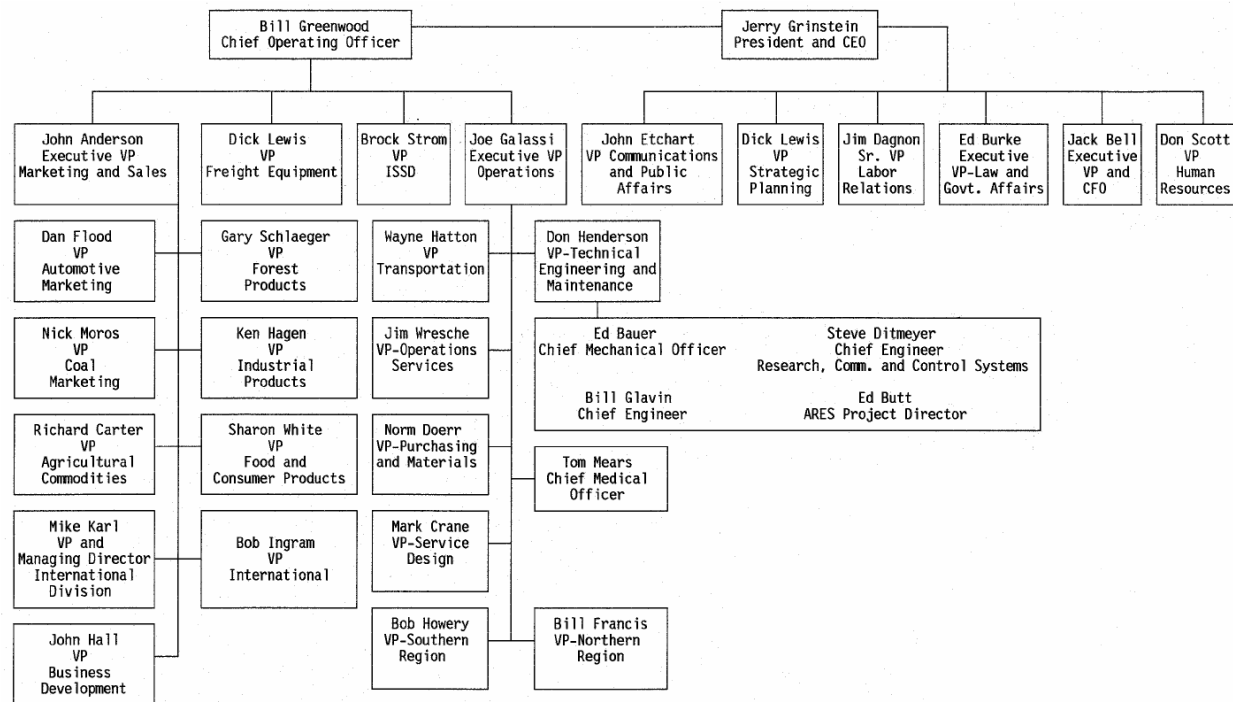 Bill Greenwood
Chief Operating Officer
Jerry Grinstein
President and CEO
John Anderson
Executive VP
Marketing and Sales
Dick Lewis
VP
Freight Equipment
Brock Strom
VP
ISSD
Joe Galassi
Executive VP
Operations
John Etchart
VP Communications
and Public
Affairs
Dick Lewis
VP
Strategic
Planning
Jim Dagnon
Sr. VP
Labor
Relations
Ed Burke
Executive
VP-Law and
Govt. Affairs
Jack Bell
Executive
VP and
CFO
Don Scott
VP
Human
Resources
Dan Flood
VP
Automotive
Marketing
Gary Schlaeger
VP
Forest
Products
Wayne Hatton
VP
Transportation
Don Henderson
VP-Technical
Engineering and
Maintenance
Nick Moros
VP
Coal
Marketing
Ken Hagen
VP
Industrial
Products
Jim Wresche
VP-Operations
Services
Ed Bauer
Chief Mechanical Officer
Steve Ditmeyer
Chief Engineer
Research, Comm. and Control Systems
Bill Glavin
Chief Engineer
Ed Butt
ARES Project Director
Richard Carter
VP
Agricultural
Commodities
Sharon White
VP
Food and
Consumer Products
Norm Doerr
VP-Purchasing
and Materials
Tom Mears
Chief Medical
Officer
Mike Karl
VP and
Managing Director
International
Division
Bob Ingram
VP
International
Mark Crane
VP-Service
Design
John Hall
VP
Business
Development
Bob Howery
VP-Southern
Region
Bill Francis
VP-Northern
Region